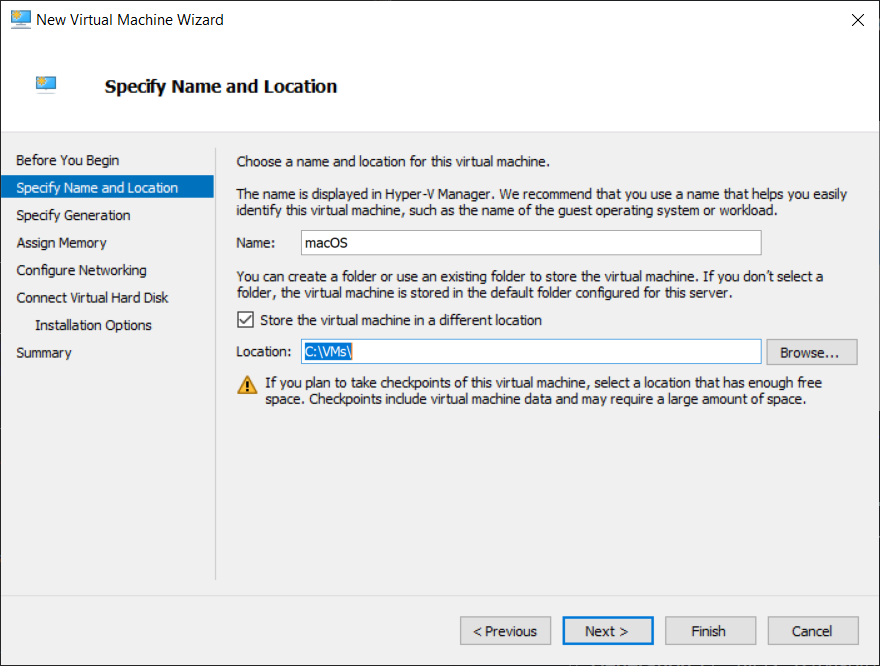 New Virtual Machine Wizard
Specify Name and Location
Before You Begin
Specify Name and Location
Specify Generation
Assign Memory
Configure Networking
Connect Virtual Hard Disk
Installation Options
Summary
Choose a name and location for this virtual machine.
The name is displayed in Hyper-V Manager. We recommend that you use a name that helps you easily
identify this virtual machine, such as the name of the guest operating system or workload.
Name: macOS
You can create a folder or use an existing folder to store the virtual machine. If you don't select a
folder, the virtual machine is stored in the default folder configured for this server.
Store the virtual machine in a different location
Location: C:\VMs\ Browse...
If you plan to take checkpoints of this virtual machine, select a location that has enough free
space. Checkpoints include virtual machine data and may require a large amount of space.
< Previous Next > Finish Cancel